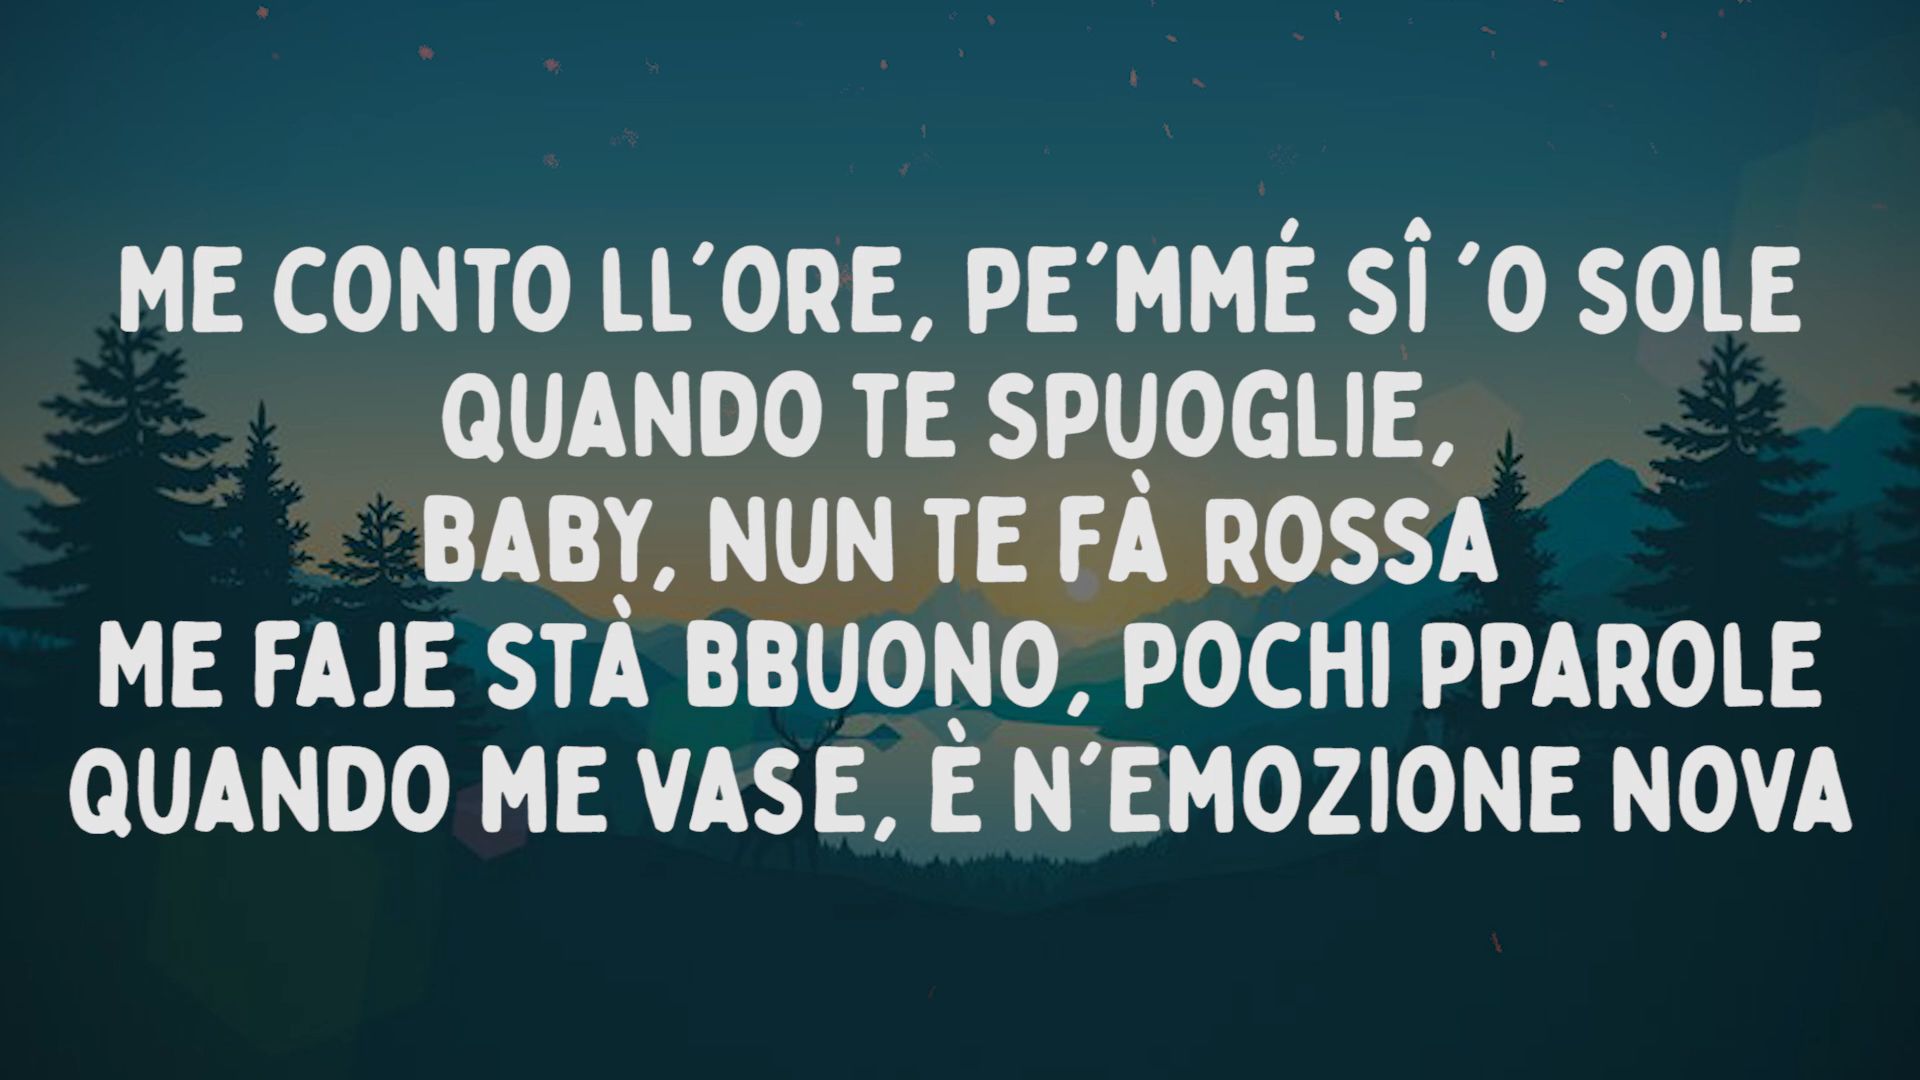 ME CONTO LL'ORE, PE'MMÉ SÎ 'O SOLE
QUANDO TE SPUOGLIE,
BABY, NUN TE FÀ ROSSA
ME FAJE STÀ BBUONO, POCHI PPAROLE
QUANDO ME VASE, È N'EMOZIONE NOVA